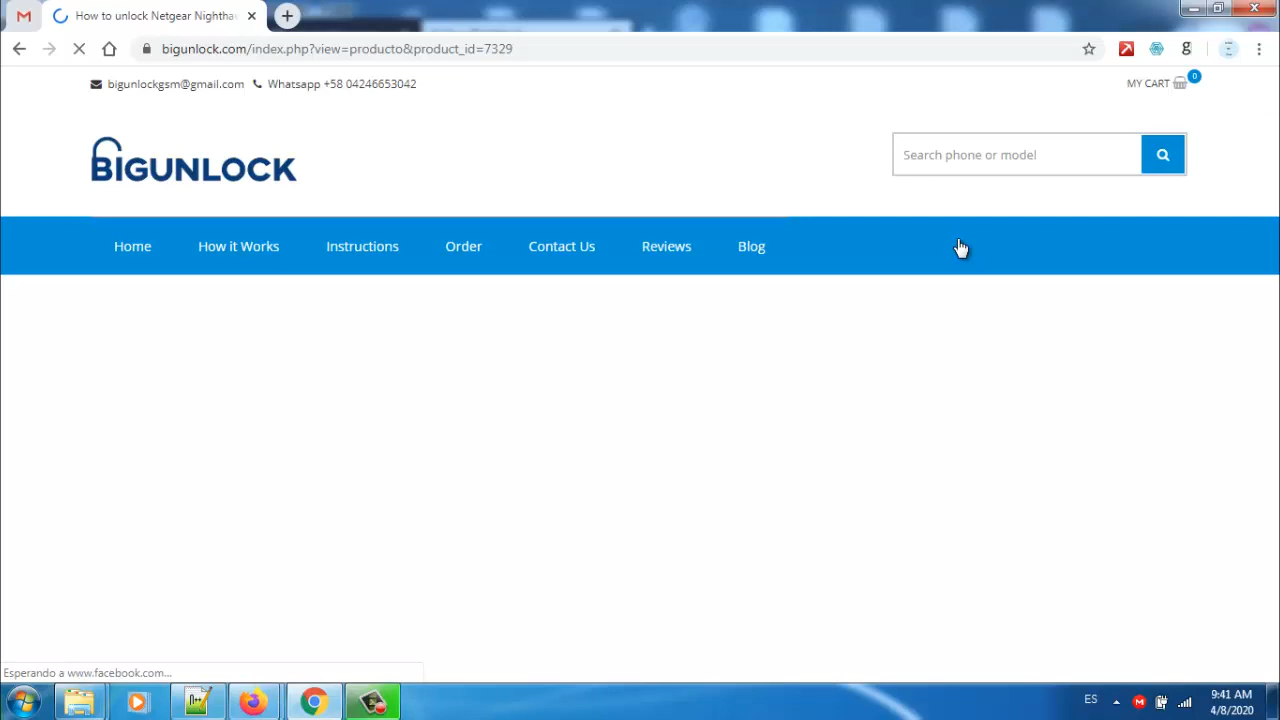 How to unlock Netgear Nightha
bigunlock.com/index.php?view=producto&product_id=7329
bigunlockgsm@gmail.com Whatsapp +58 04246653042
MY CART 0
BIGUNLOCK
Search phone or model
Home How it Works Instructions Order Contact Us Reviews Blog
Esperando a www.facebook.com...
ES
9:41 AM
4/8/2020